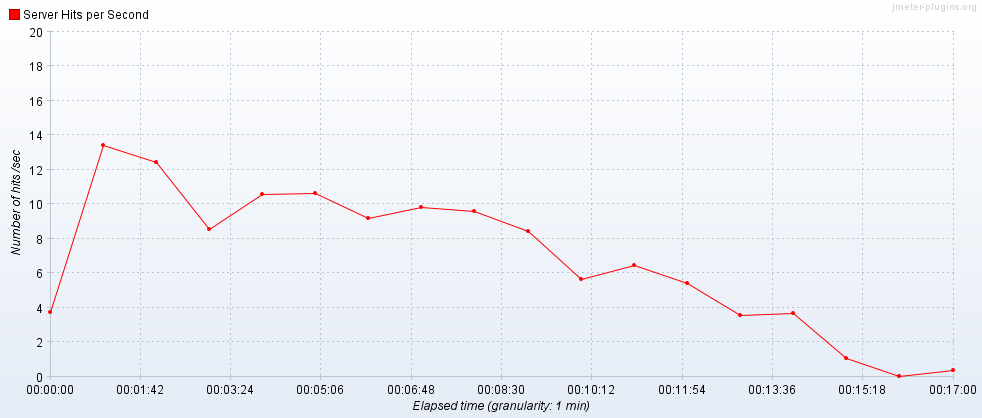 Server Hits per Second
jmeter-plugins.org
20
18
16
14
12
10
8
6
4
2
0
Number of hits /sec
00:00:00 00:01:42 00:03:24 00:05:06 00:06:48 00:08:30 00:10:12 00:11:54 00:13:36 00:15:18 00:17:00
Elapsed time (granularity: 1 min)